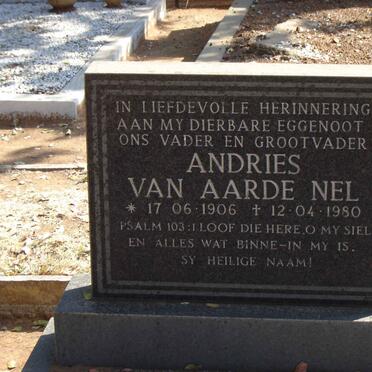 IN LIEFDEVOLLE HERINNERING
AAN MY DIERBARE EGGENOOT
ONS VADER EN GROOTVADER
ANDRIES
VAN AARDE NEL
* 17·06·1906 † 12·04·1980
PSALM 103:1 LOOF DIE HERE, O MY SIEL
EN ALLES WAT BINNE-IN MY IS,
SY HEILIGE NAAM!